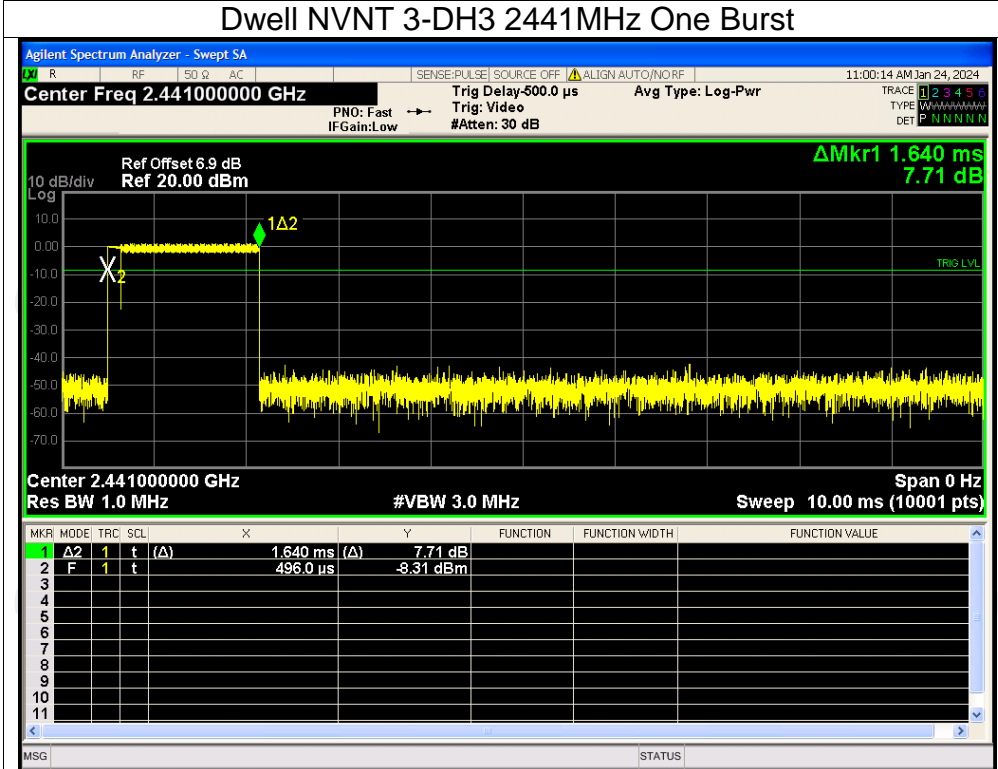 Dwell NVNT 3-DH3 2441MHz One Burst
Agilent Spectrum Analyzer - Swept SA
LXI R RF 50 Ω AC SENSE:PULSE SOURCE OFF ALIGN AUTO/NO RF 11:00:14 AM Jan 24, 2024
Center Freq 2.441000000 GHz Trig Delay-500.0 µs Avg Type: Log-Pwr TRACE 1 2 3 4 5 6
PNO: Fast Trig: Video TYPE W
IFGain:Low #Atten: 30 dB DET P N N N N N
ΔMkr1 1.640 ms
7.71 dB
Ref Offset 6.9 dB
10 dB/div Ref 20.00 dBm
Log
10.0
1Δ2
0.00
TRIG LVL
-10.0
2
-20.0
-30.0
-40.0
-50.0
-60.0
-70.0
Center 2.441000000 GHz Span 0 Hz
Res BW 1.0 MHz #VBW 3.0 MHz Sweep 10.00 ms (10001 pts)
MKR MODE TRC SCL X Y FUNCTION FUNCTION WIDTH FUNCTION VALUE
1 Δ2 1 t (Δ) 1.640 ms (Δ) 7.71 dB
2 F 1 t 496.0 µs -8.31 dBm
3
4
5
6
7
8
9
10
11
MSG STATUS